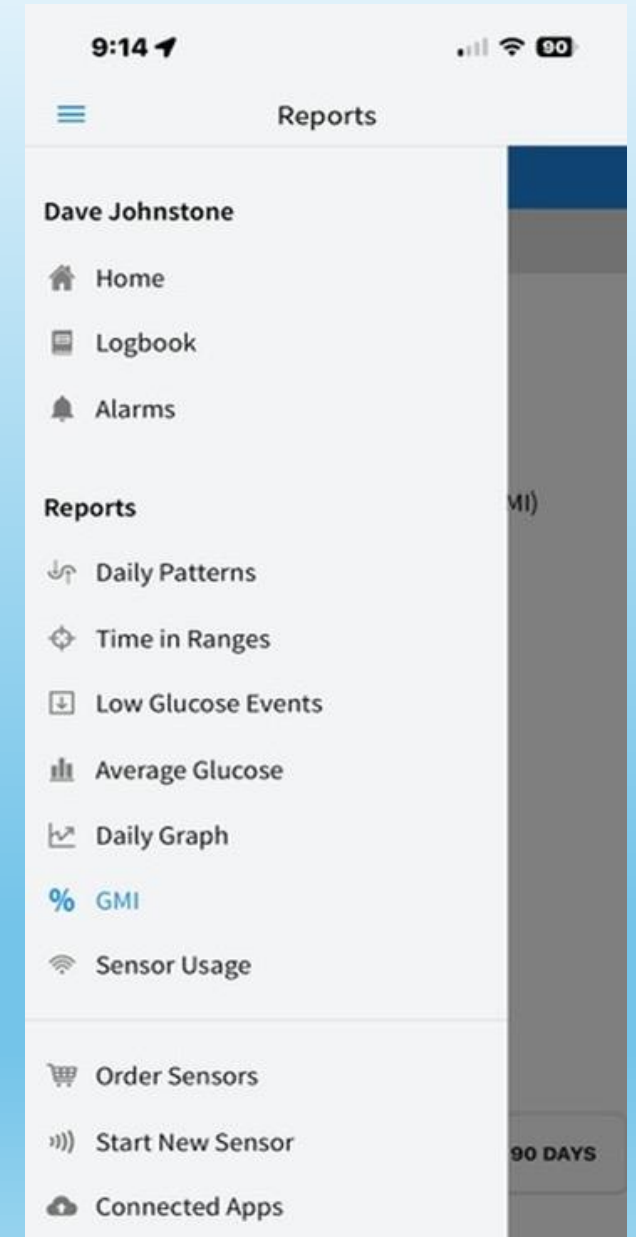 9:14
90
Reports
Dave Johnstone
Home
Logbook
Alarms
Reports
MI)
Daily Patterns
Time in Ranges
Low Glucose Events
Average Glucose
Daily Graph
% GMI
Sensor Usage
Order Sensors
Start New Sensor
90 DAYS
Connected Apps